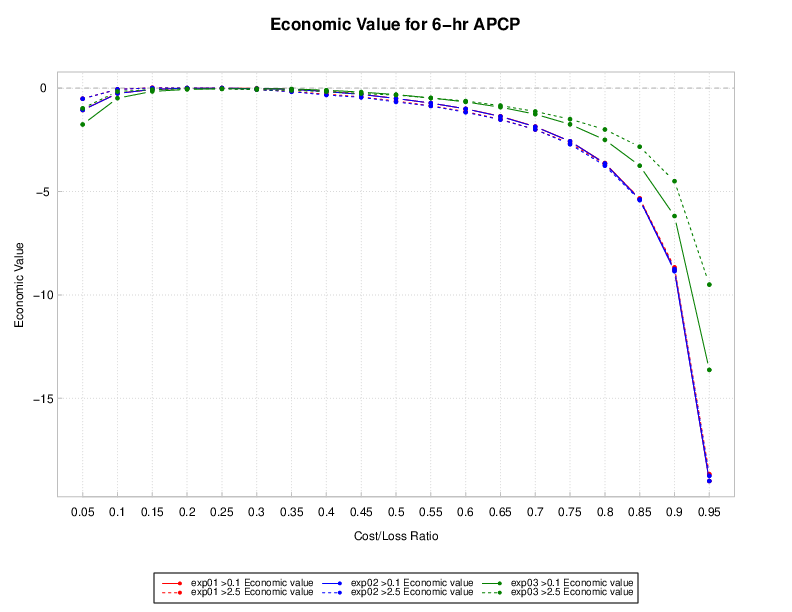 Economic Value for 6−hr APCP
Economic Value
0
−5
−10
−15
0.05 0.1 0.15 0.2 0.25 0.3 0.35 0.4 0.45 0.5 0.55 0.6 0.65 0.7 0.75 0.8 0.85 0.9 0.95
Cost/Loss Ratio
exp01 >0.1 Economic value exp02 >0.1 Economic value exp03 >0.1 Economic value
exp01 >2.5 Economic value exp02 >2.5 Economic value exp03 >2.5 Economic value